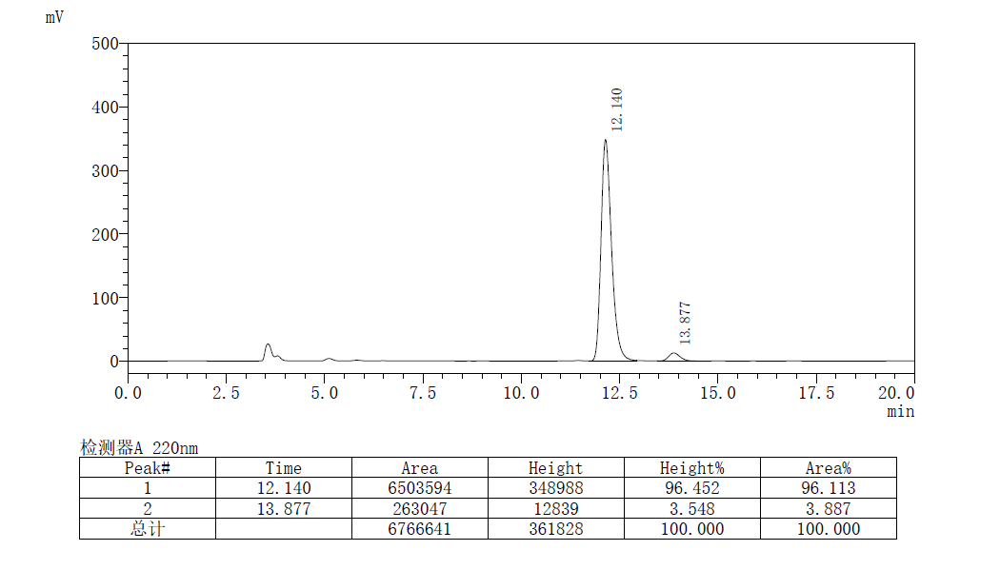 mV
500
400
300
200
100
0
12.140
13.877
0.0 2.5 5.0 7.5 10.0 12.5 15.0 17.5 20.0
min
检测器A 220nm
Peak# Time Area Height Height% Area%
1 12.140 6503594 348988 96.452 96.113
2 13.877 263047 12839 3.548 3.887
总计 6766641 361828 100.000 100.000